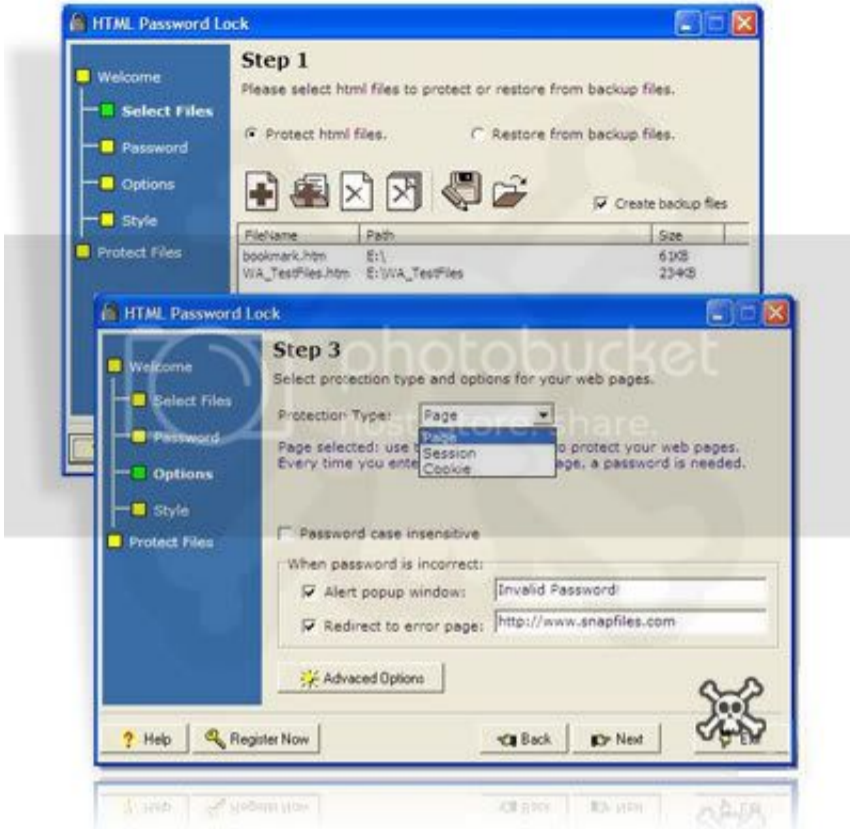 HTML Password Lock
Welcome
Select Files
Password
Options
Style
Protect Files
Step 1
Please select html files to protect or restore from backup files.
Protect html files.
Restore from backup files.
Create backup files
FileName Path Size
bookmark.htm E:\ 61KB
WA_TestFiles.htm E:\WA_TestFiles 234KB
HTML Password Lock
Welcome
Select Files
Password
Options
Style
Protect Files
Step 3
Select protection type and options for your web pages.
Protection Type: Page
Page
Session
Cookie
Page selected: use to protect your web pages.
Every time you ente age, a password is needed.
Password case insensitive
When password is incorrect:
Alert popup window: Invalid Password!
Redirect to error page: http://www.snapfiles.com
Advaced Options
Help
Register Now
Back
Next
photobucket
host. store. share.